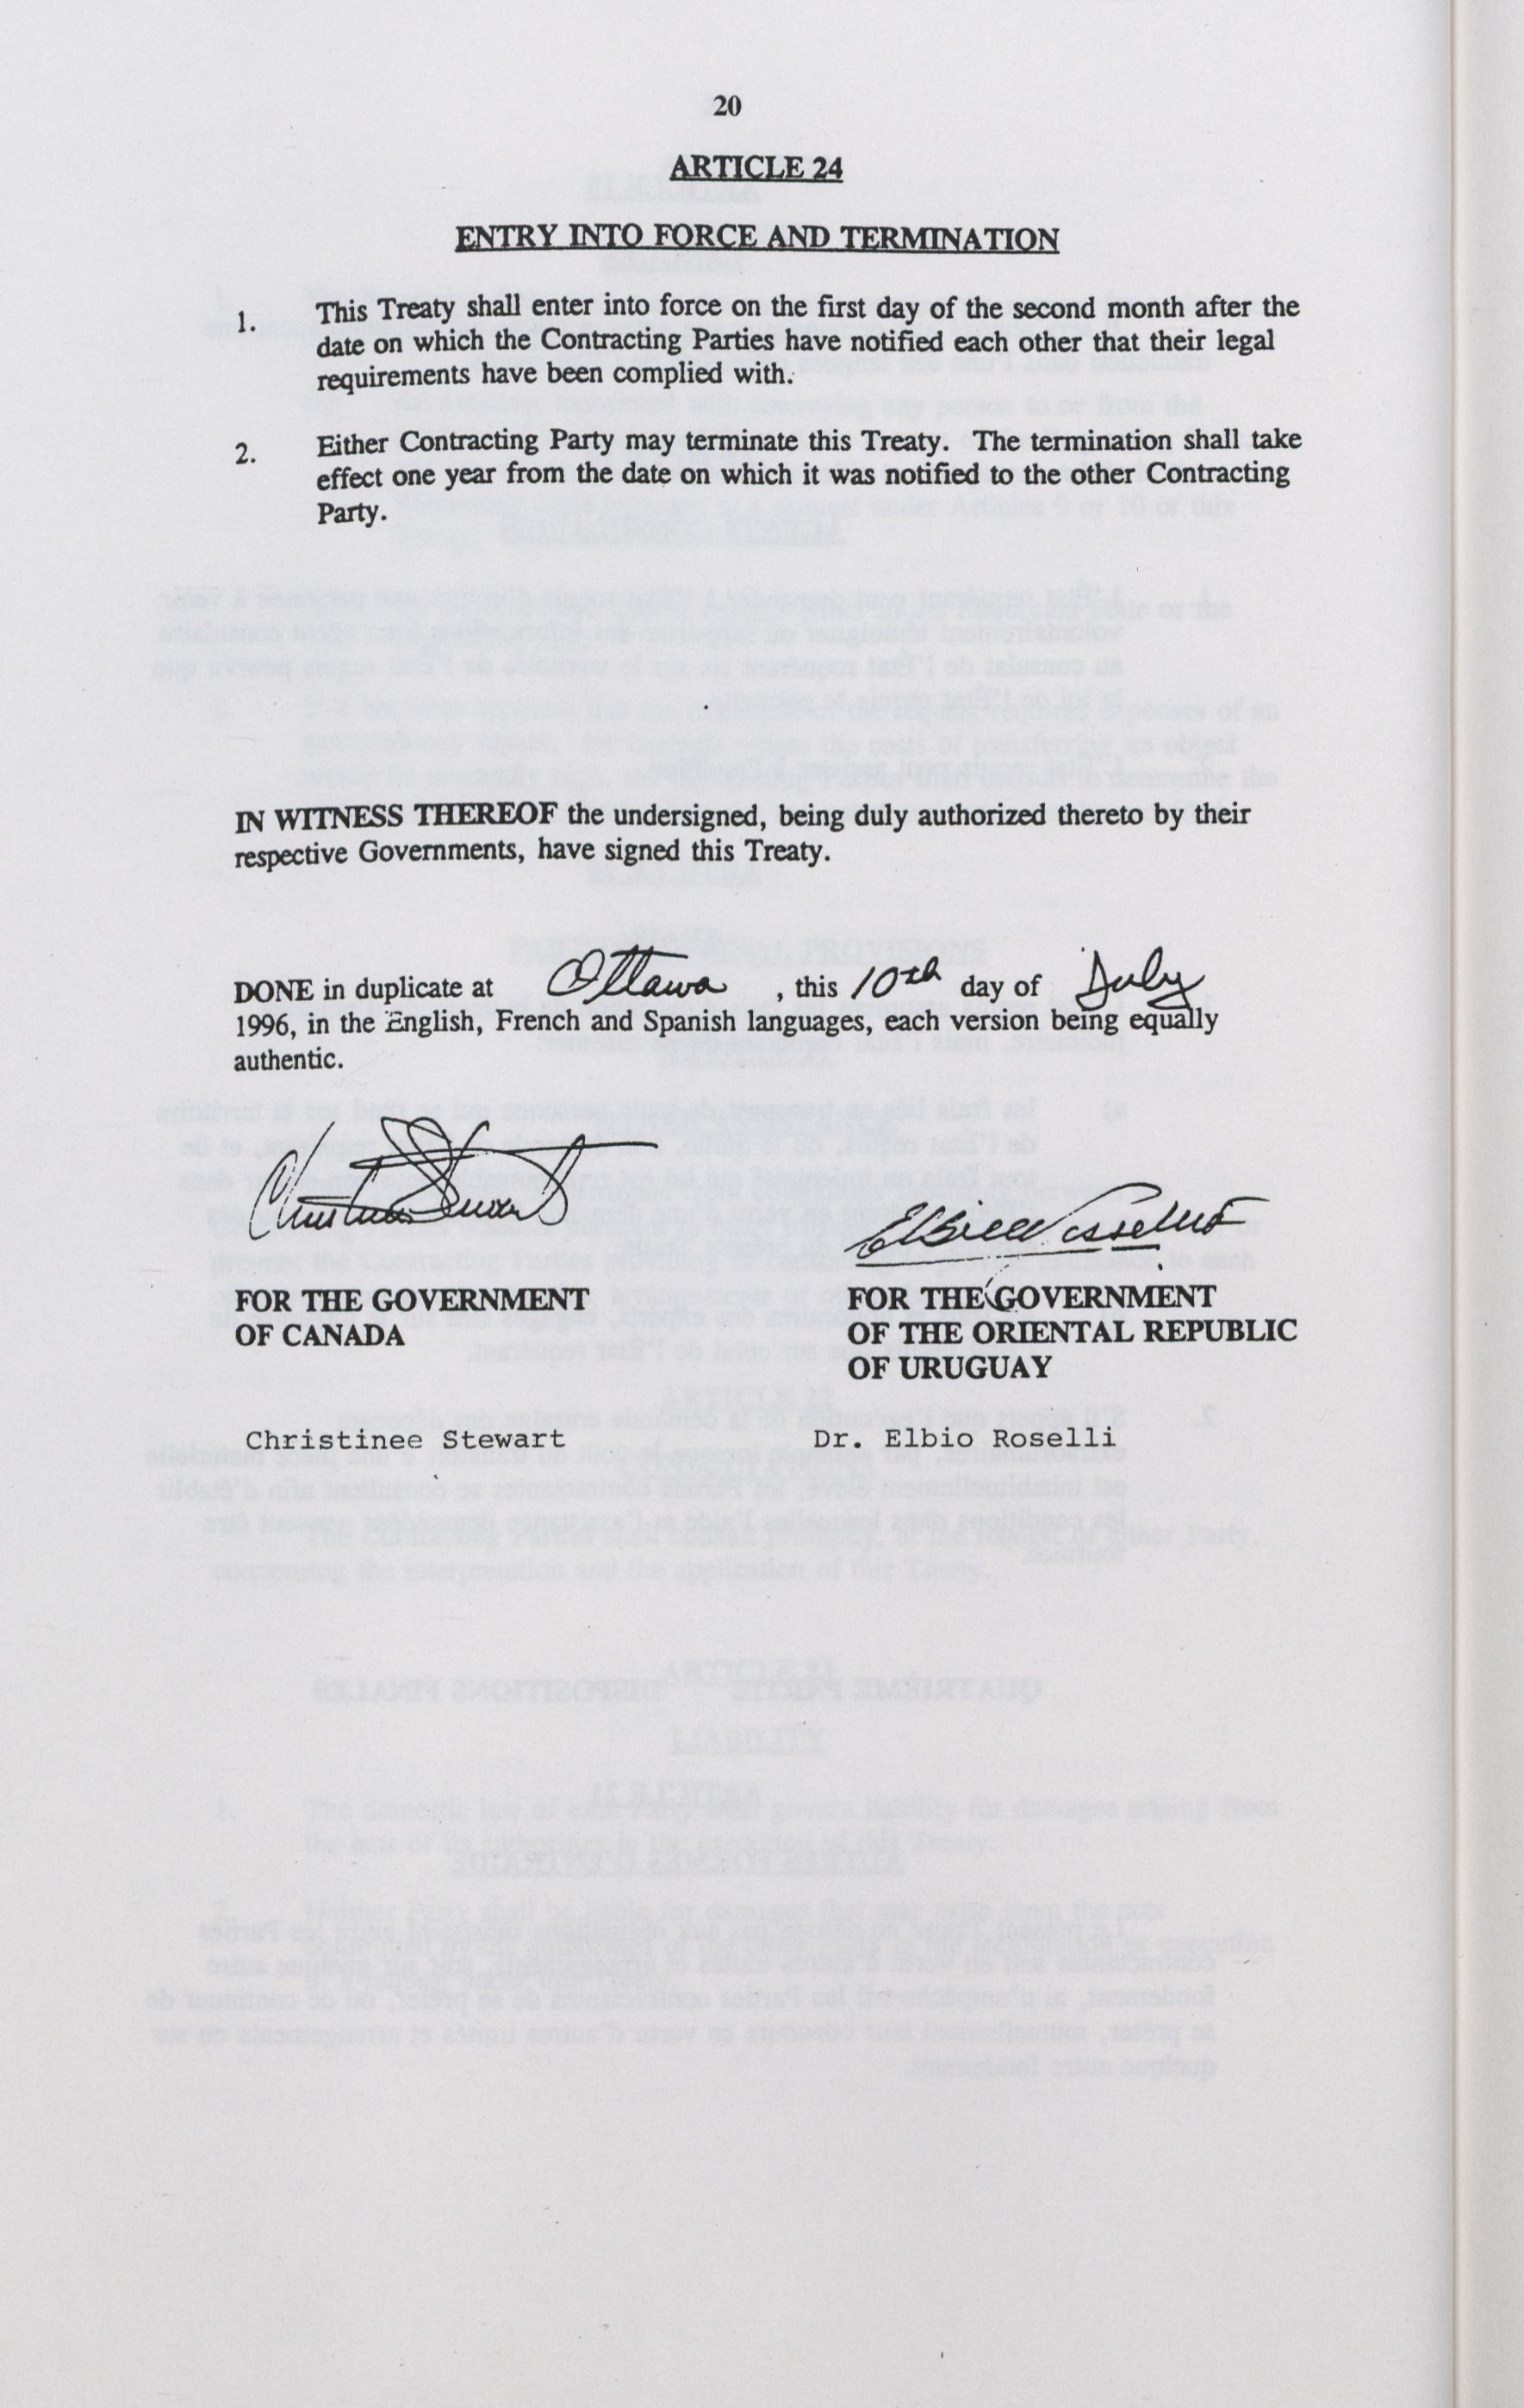 20
ARTICLE 24
ENTRY INTO FORCE AND TERMINATION
1. This Treaty shall enter into force on the first day of the second month after the
date on which the Contracting Parties have notified each other that their legal
requirements have been complied with.
2. Either Contracting Party may terminate this Treaty. The termination shall take
effect one year from the date on which it was notified to the other Contracting
Party.
IN WITNESS THEREOF the undersigned, being duly authorized thereto by their
respective Governments, have signed this Treaty.
DONE in duplicate at Ottawa, this 10th day of July
1996, in the English, French and Spanish languages, each version being equally
authentic.
Christine Stewart
Elbio Rosselli
FOR THE GOVERNMENT
OF CANADA
FOR THE GOVERNMENT
OF THE ORIENTAL REPUBLIC
OF URUGUAY
Christinee Stewart
Dr. Elbio Roselli